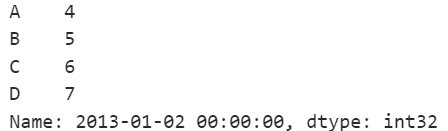 A    4
B    5
C    6
D    7
Name: 2013-01-02 00:00:00, dtype: int32